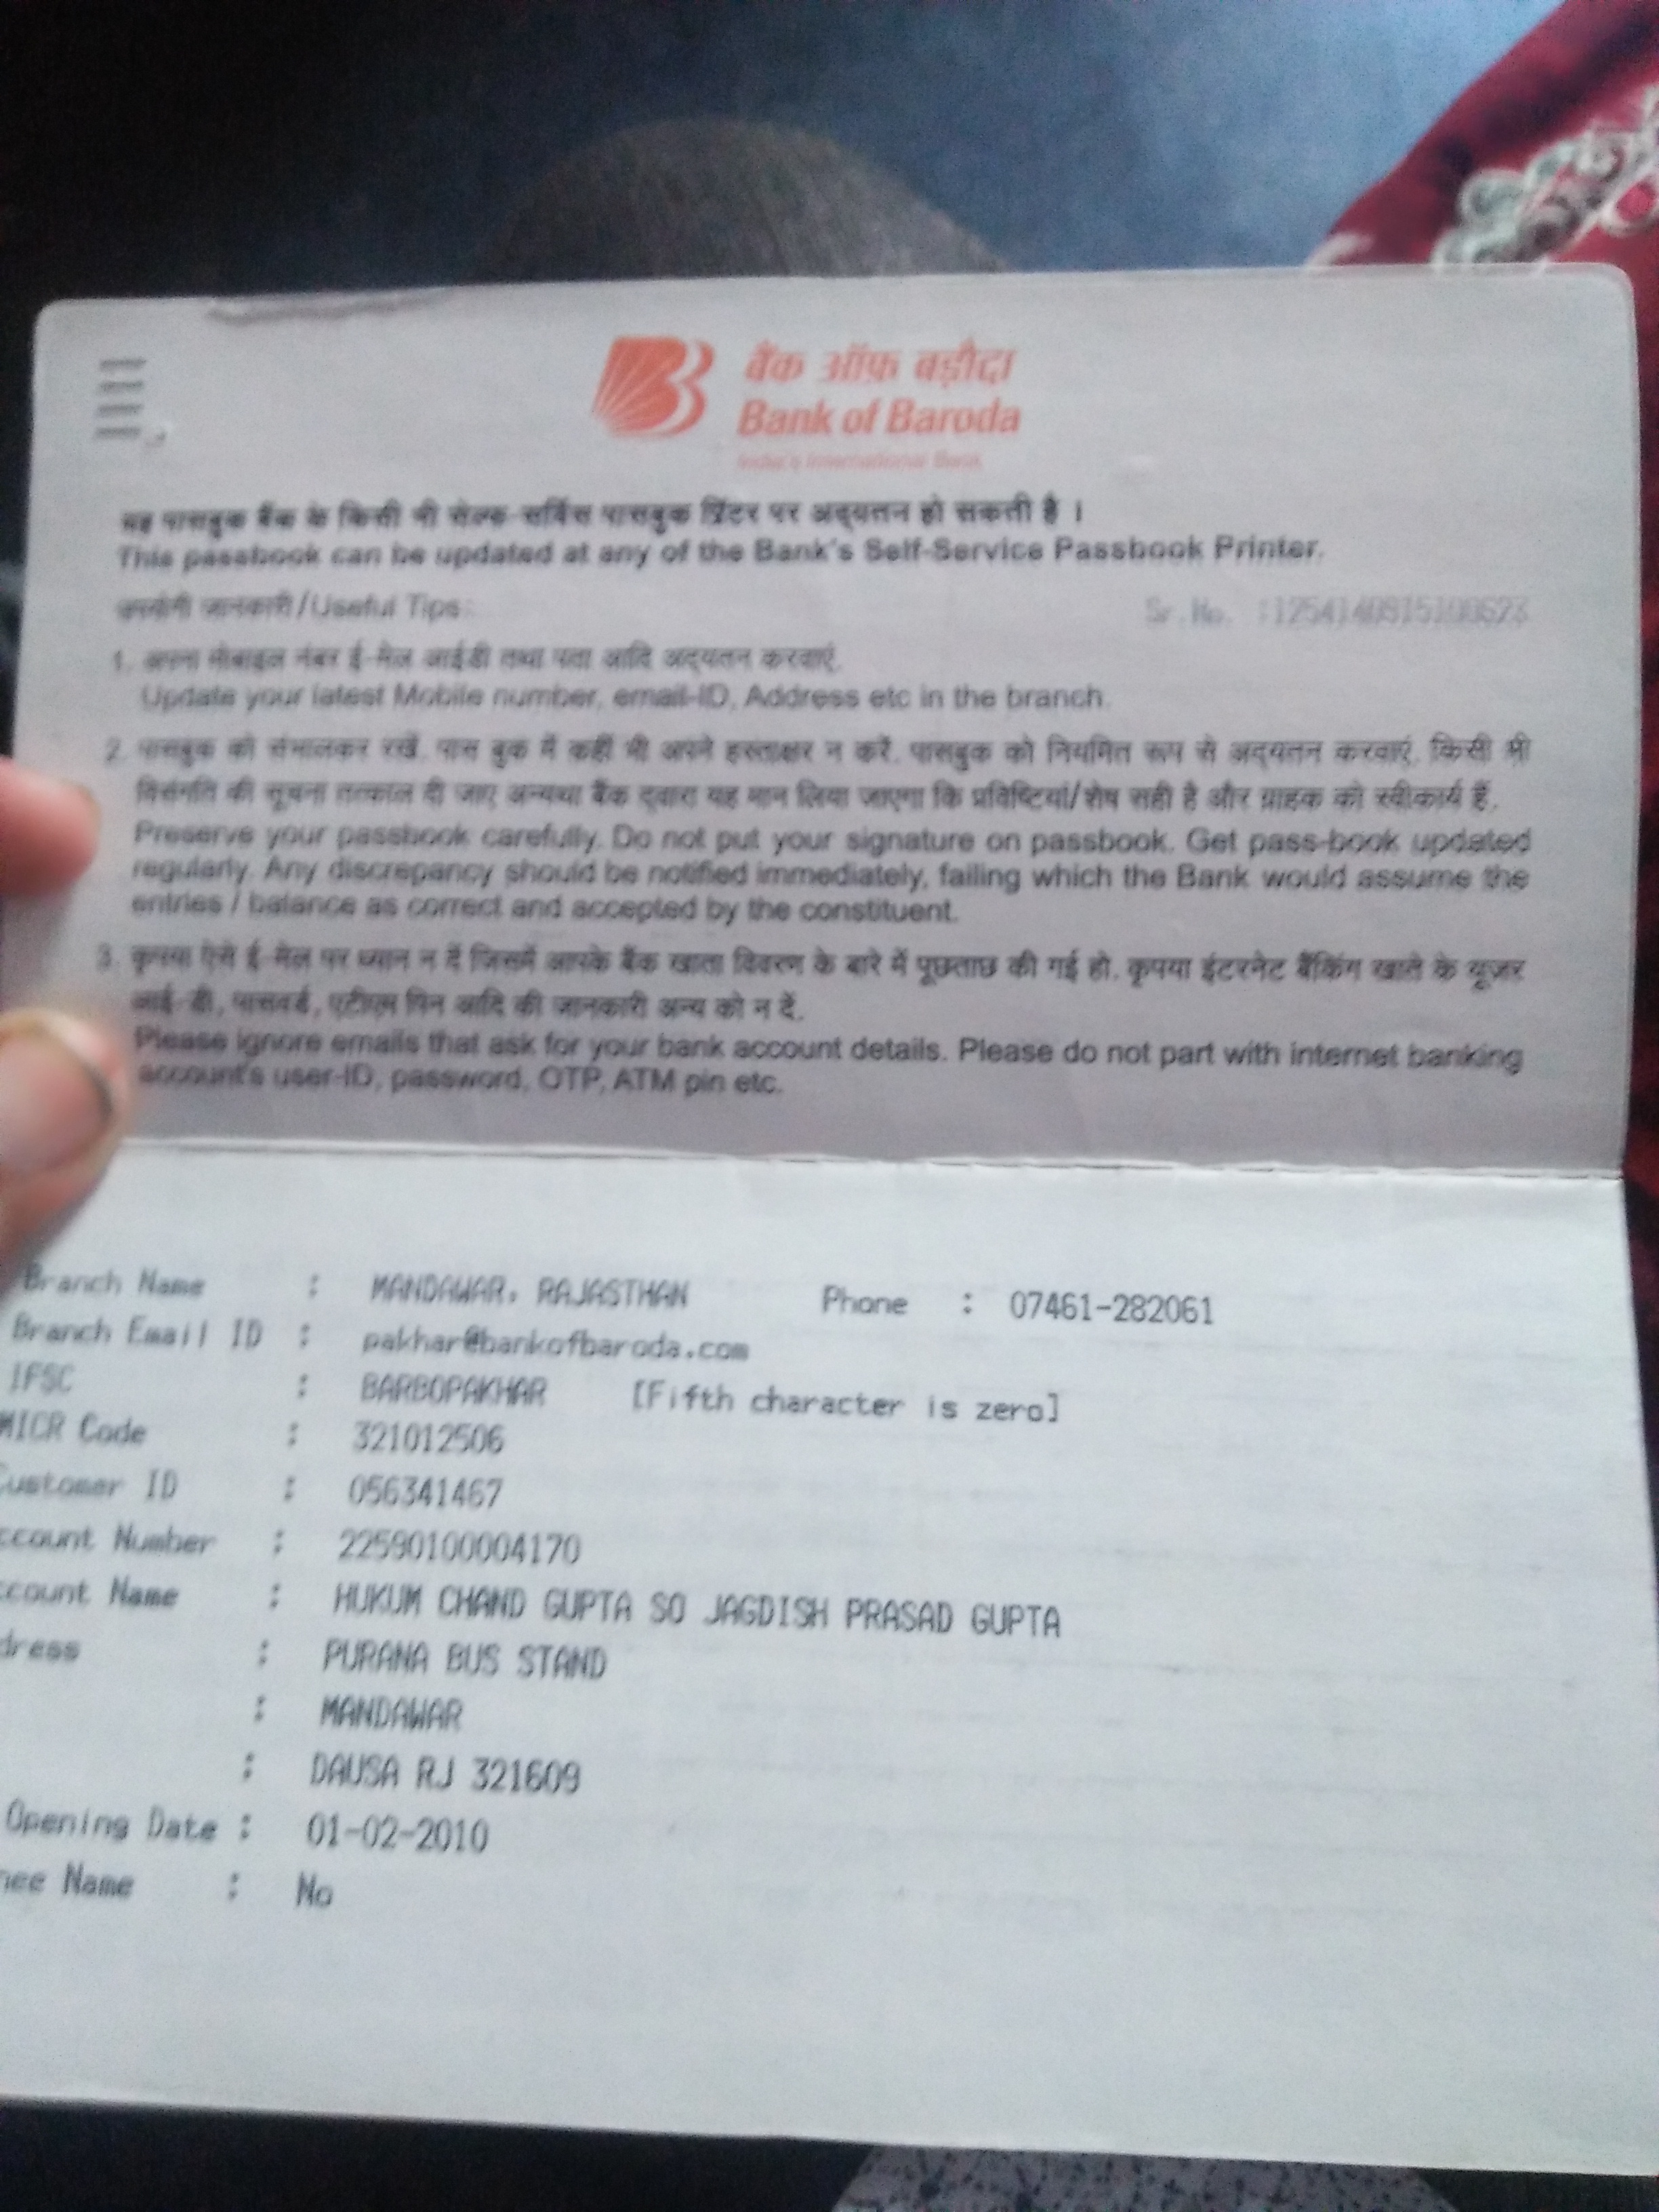 बैंक ऑफ़ बड़ौदा
Bank of Baroda
India's International Bank
यह पासबुक बैंक के किसी भी सेल्फ सर्विस पासबुक प्रिंटर पर अद्यतन हो सकती है ।
This passbook can be updated at any of the Bank's Self-Service Passbook Printer.
उपयोगी जानकारी/Useful Tips:
Sr.No. :
1. अपना मोबाइल नंबर ई-मेल आईडी तथा पता आदि अद्यतन करवाएं.
Update your latest Mobile number, email-ID, Address etc in the branch.
2. पासबुक को संभालकर रखें. पास बुक में कहीं भी अपने हस्ताक्षर न करें. पासबुक को नियमित रूप से अद्यतन करवाएं. किसी भी
विसंगति की सूचना तत्काल दी जाए अन्यथा बैंक द्वारा यह मान लिया जाएगा कि प्रविष्टियां/शेष सही है और ग्राहक को स्वीकार्य हैं.
Preserve your passbook carefully. Do not put your signature on passbook. Get pass-book updated
regularly. Any discrepancy should be notified immediately, failing which the Bank would assume the
entries / balance as correct and accepted by the constituent.
3. कृपया ऐसे ई-मेल पर ध्यान न दें जिसमें आपके बैंक खाता विवरण के बारे में पूछताछ की गई हो. कृपया इंटरनेट बैंकिंग खाते के यूजर
आई-डी, पासवर्ड, एटीएम पिन आदि की जानकारी अन्य को न दें.
Please ignore emails that ask for your bank account details. Please do not part with internet banking
account's user-ID, password, OTP, ATM pin etc.
Branch Name : MANDAWAR, RAJASTHAN Phone : 07461-282061
Branch Email ID : pakhar@bankofbaroda.com
IFSC : BARB0PAKHAR [Fifth character is zero]
MICR Code : 321012506
Customer ID : 056341467
ccount Number : 22590100004170
ccount Name : HUKUM CHAND GUPTA SO JAGDISH PRASAD GUPTA
dress : PURANA BUS STAND
: MANDAWAR
: DAUSA RJ 321609
Opening Date : 01-02-2010
nee Name : No